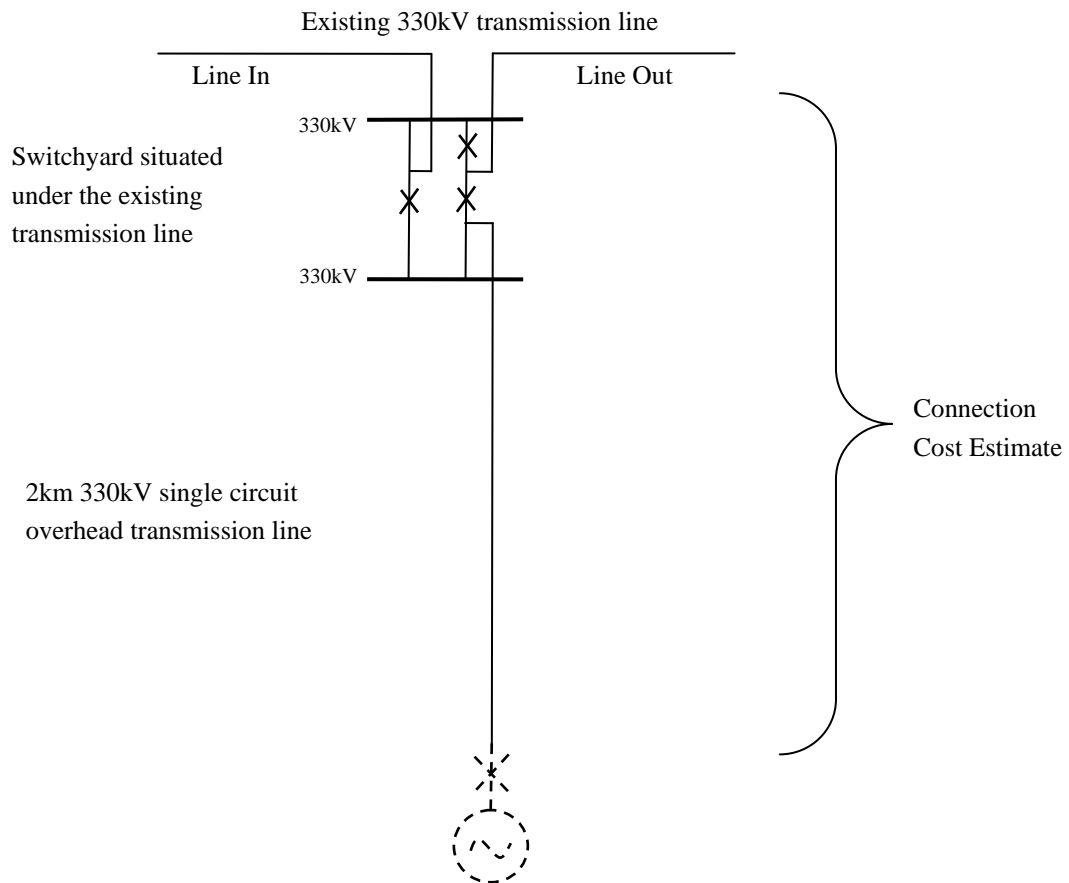 Existing 330kV transmission line
Line In
Line Out
330kV
Switchyard situated
under the existing
transmission line
330kV
Connection
Cost Estimate
2km 330kV single circuit
overhead transmission line